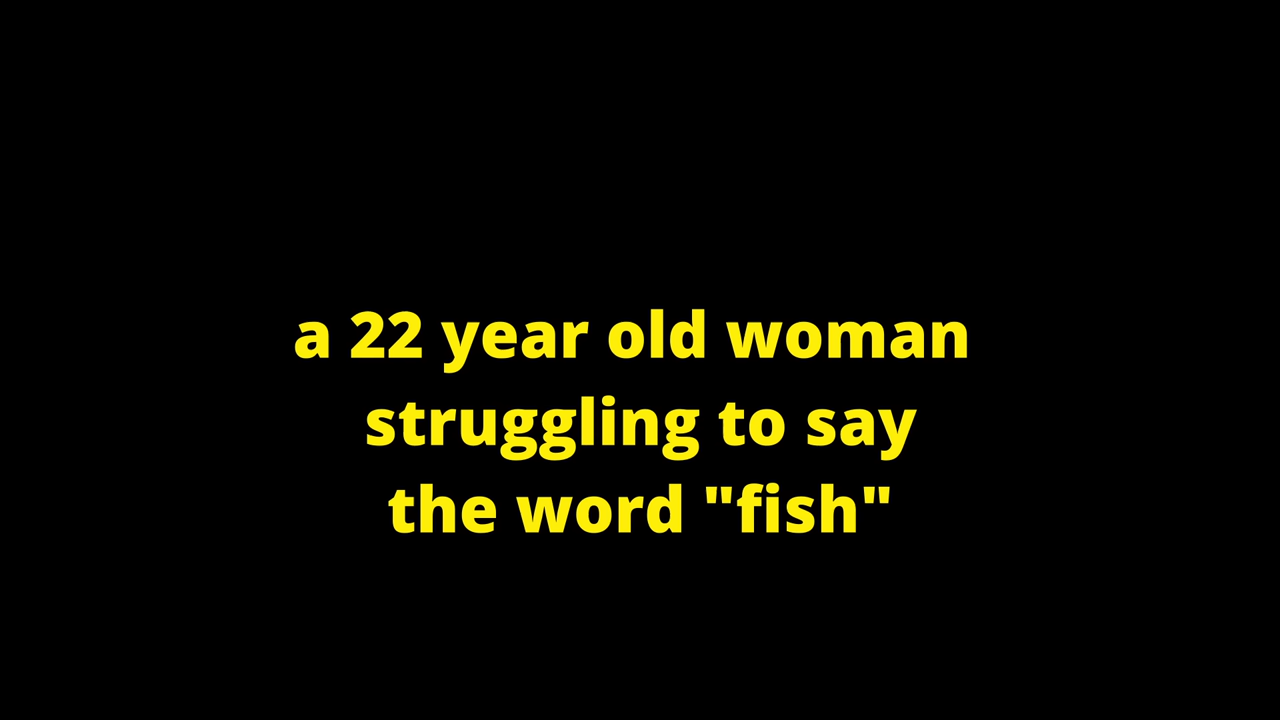 a 22 year old woman
struggling to say
the word "fish"